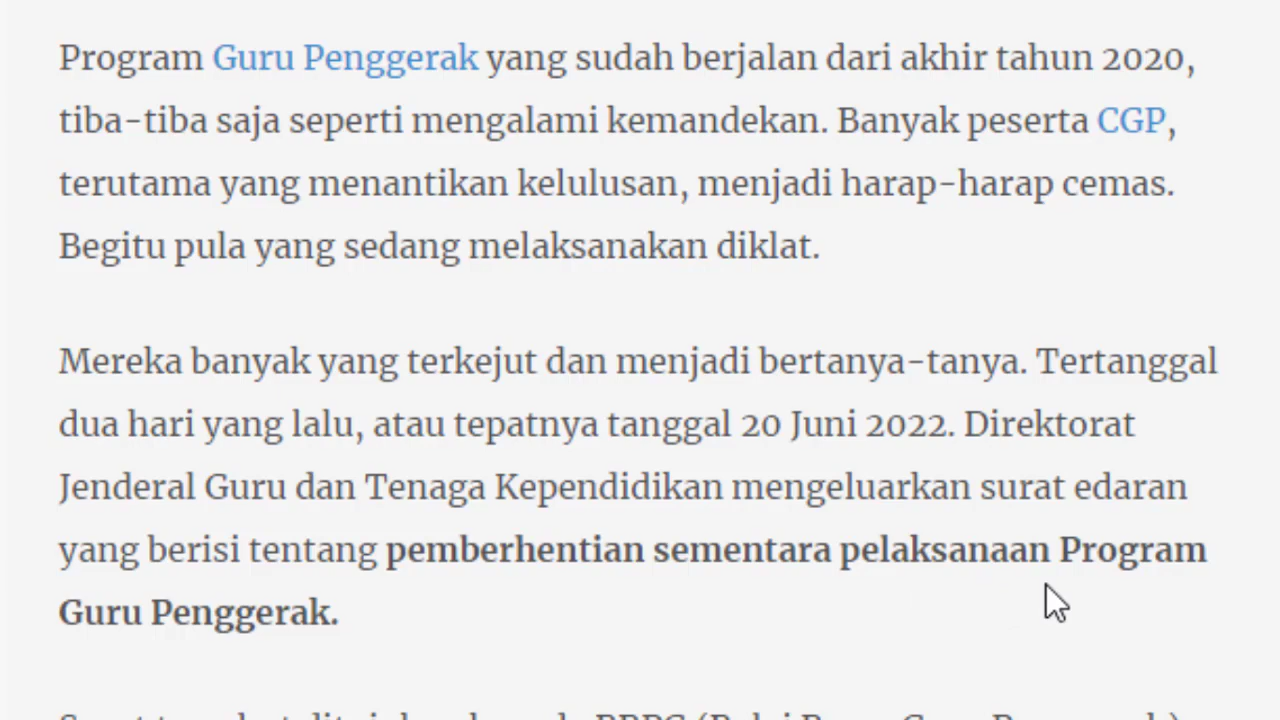 Program Guru Penggerak yang sudah berjalan dari akhir tahun 2020,
tiba-tiba saja seperti mengalami kemandekan. Banyak peserta CGP,
terutama yang menantikan kelulusan, menjadi harap-harap cemas.
Begitu pula yang sedang melaksanakan diklat.
Mereka banyak yang terkejut dan menjadi bertanya-tanya. Tertanggal
dua hari yang lalu, atau tepatnya tanggal 20 Juni 2022. Direktorat
Jenderal Guru dan Tenaga Kependidikan mengeluarkan surat edaran
yang berisi tentang pemberhentian sementara pelaksanaan Program
Guru Penggerak.